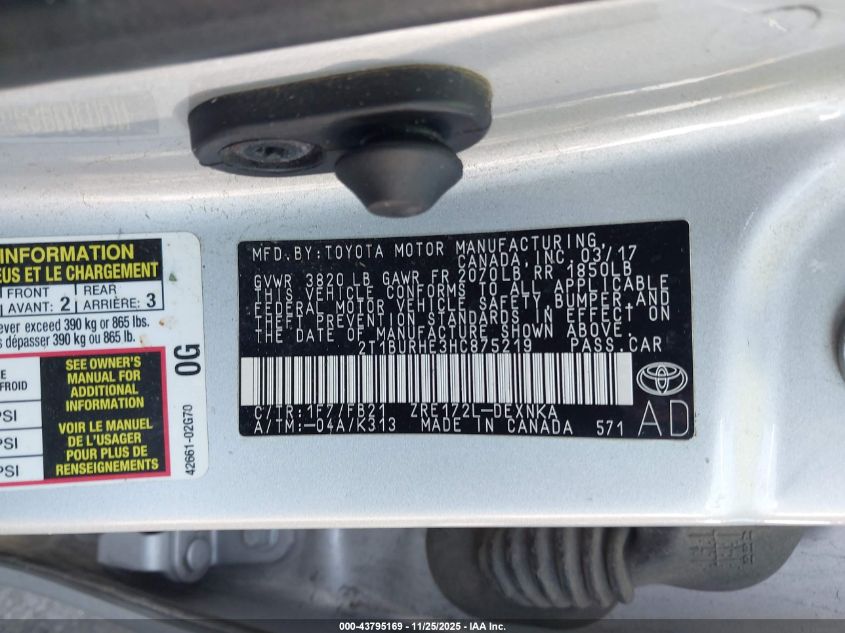 MFD.BY:TOYOTA MOTOR MANUFACTURING,
CANADA,INC.03/17
GVWR 3820LB GAWR FR 2070LB RR 1850LB
THIS VEHICLE CONFORMS TO ALL APPLICABLE
FEDERAL MOTOR VEHICLE SAFETY,BUMPER,AND
THEFT PREVENTION STANDARDS IN EFFECT ON
THE DATE OF MANUFACTURE SHOWN ABOVE.
2T1BURHE3HC875219 PASS.CAR
C/TR:1F7/FB21 ZRE172L-DEXNKA
A/TM:-04A/K313 MADE IN CANADA 571
AD
INFORMATION
EUS ET LE CHARGEMENT
FRONT REAR
AVANT: 2 ARRIÈRE: 3
ever exceed 390 kg or 865 lbs.
dépasser 390 kg ou 865 lb.
SEE OWNER'S
MANUAL FOR
ADDITIONAL
INFORMATION
VOIR LE MANUEL
DE L'USAGER
POUR PLUS DE
RENSEIGNEMENTS
FROID
PSI
PSI
PSI
0G
42661-02G70
000-43795169 - 11/25/2025 - IAA Inc.